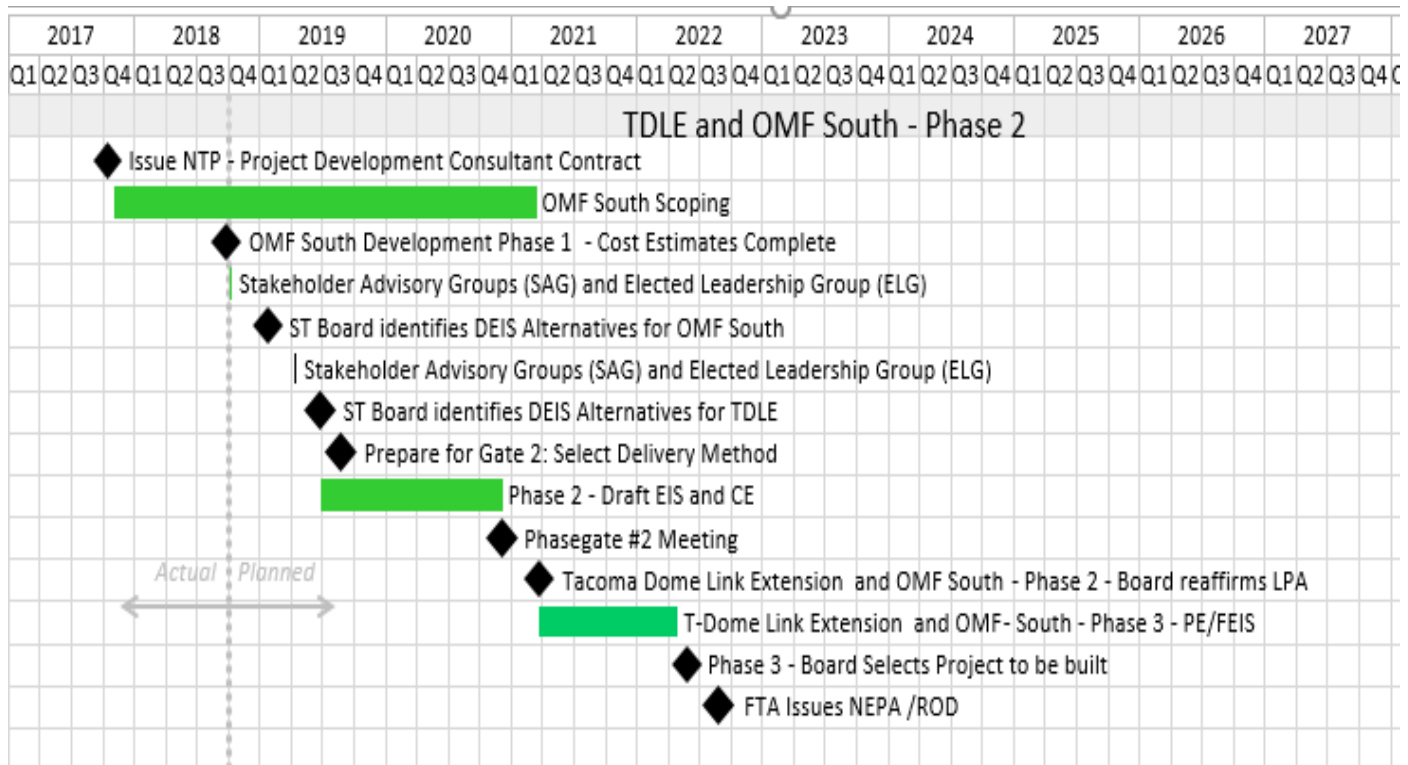 2017 2018 2019 2020 2021 2022 2023 2024 2025 2026 2027
Q1 Q2 Q3 Q4 Q1 Q2 Q3 Q4 Q1 Q2 Q3 Q4 Q1 Q2 Q3 Q4 Q1 Q2 Q3 Q4 Q1 Q2 Q3 Q4 Q1 Q2 Q3 Q4 Q1 Q2 Q3 Q4 Q1 Q2 Q3 Q4 Q1 Q2 Q3 Q4 Q1 Q2 Q3 Q4
TDLE and OMF South - Phase 2
Issue NTP - Project Development Consultant Contract
OMF South Scoping
OMF South Development Phase 1 - Cost Estimates Complete
Stakeholder Advisory Groups (SAG) and Elected Leadership Group (ELG)
ST Board identifies DEIS Alternatives for OMF South
Stakeholder Advisory Groups (SAG) and Elected Leadership Group (ELG)
ST Board identifies DEIS Alternatives for TDLE
Prepare for Gate 2: Select Delivery Method
Phase 2 - Draft EIS and CE
Phasegate #2 Meeting
Actual Planned
Tacoma Dome Link Extension and OMF South - Phase 2 - Board reaffirms LPA
T-Dome Link Extension and OMF- South - Phase 3 - PE/FEIS
Phase 3 - Board Selects Project to be built
FTA Issues NEPA /ROD